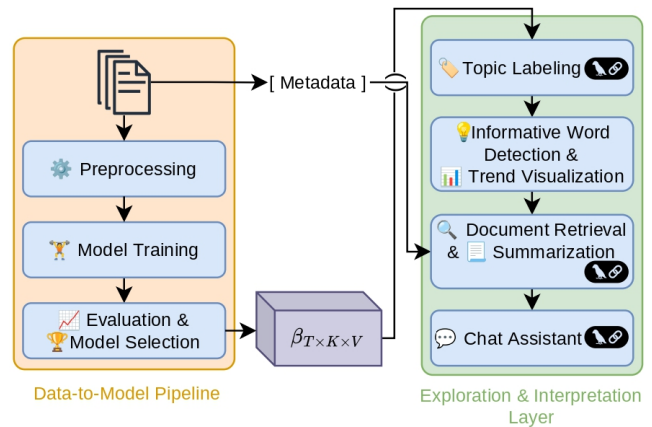 [ Metadata ]
Preprocessing
Model Training
Evaluation &
Model Selection
Data-to-Model Pipeline
β T×K×V
Topic Labeling
Informative Word
Detection &
Trend Visualization
Document Retrieval
& Summarization
Chat Assistant
Exploration & Interpretation
Layer